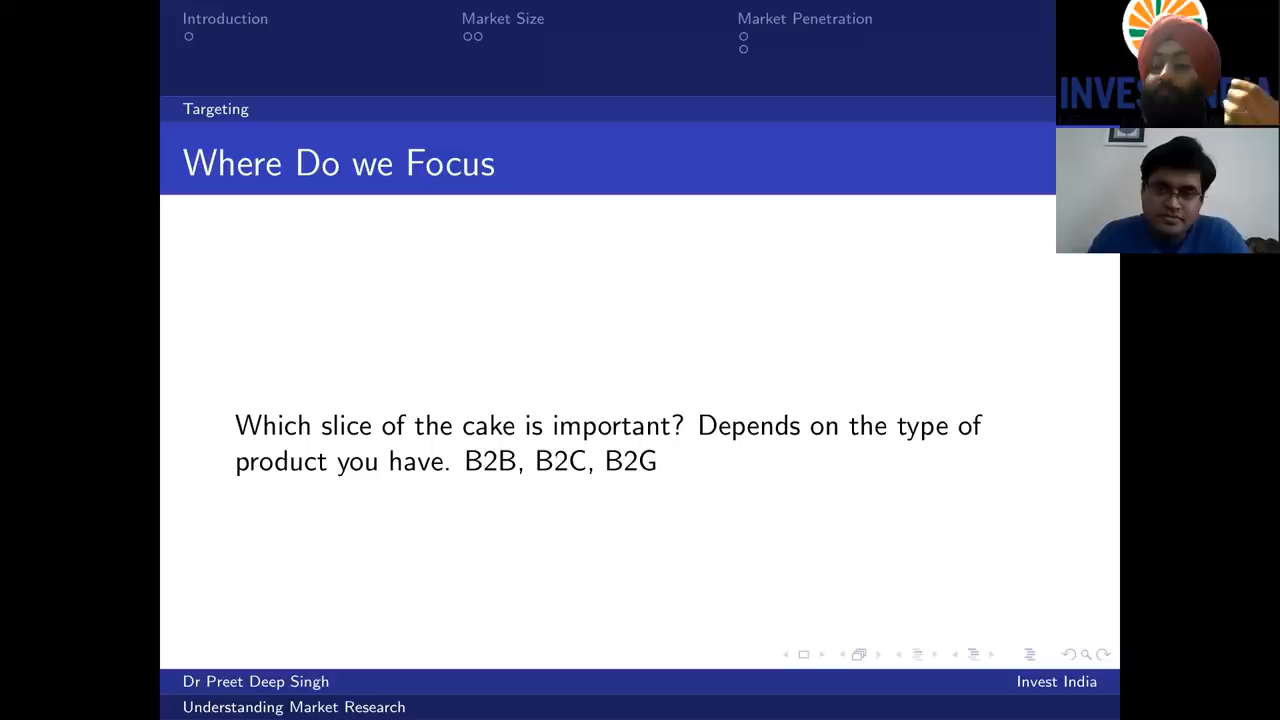 Introduction
Market Size
Market Penetration
Targeting
Where Do we Focus
Which slice of the cake is important? Depends on the type of
product you have. B2B, B2C, B2G
Dr Preet Deep Singh
Invest India
Understanding Market Research